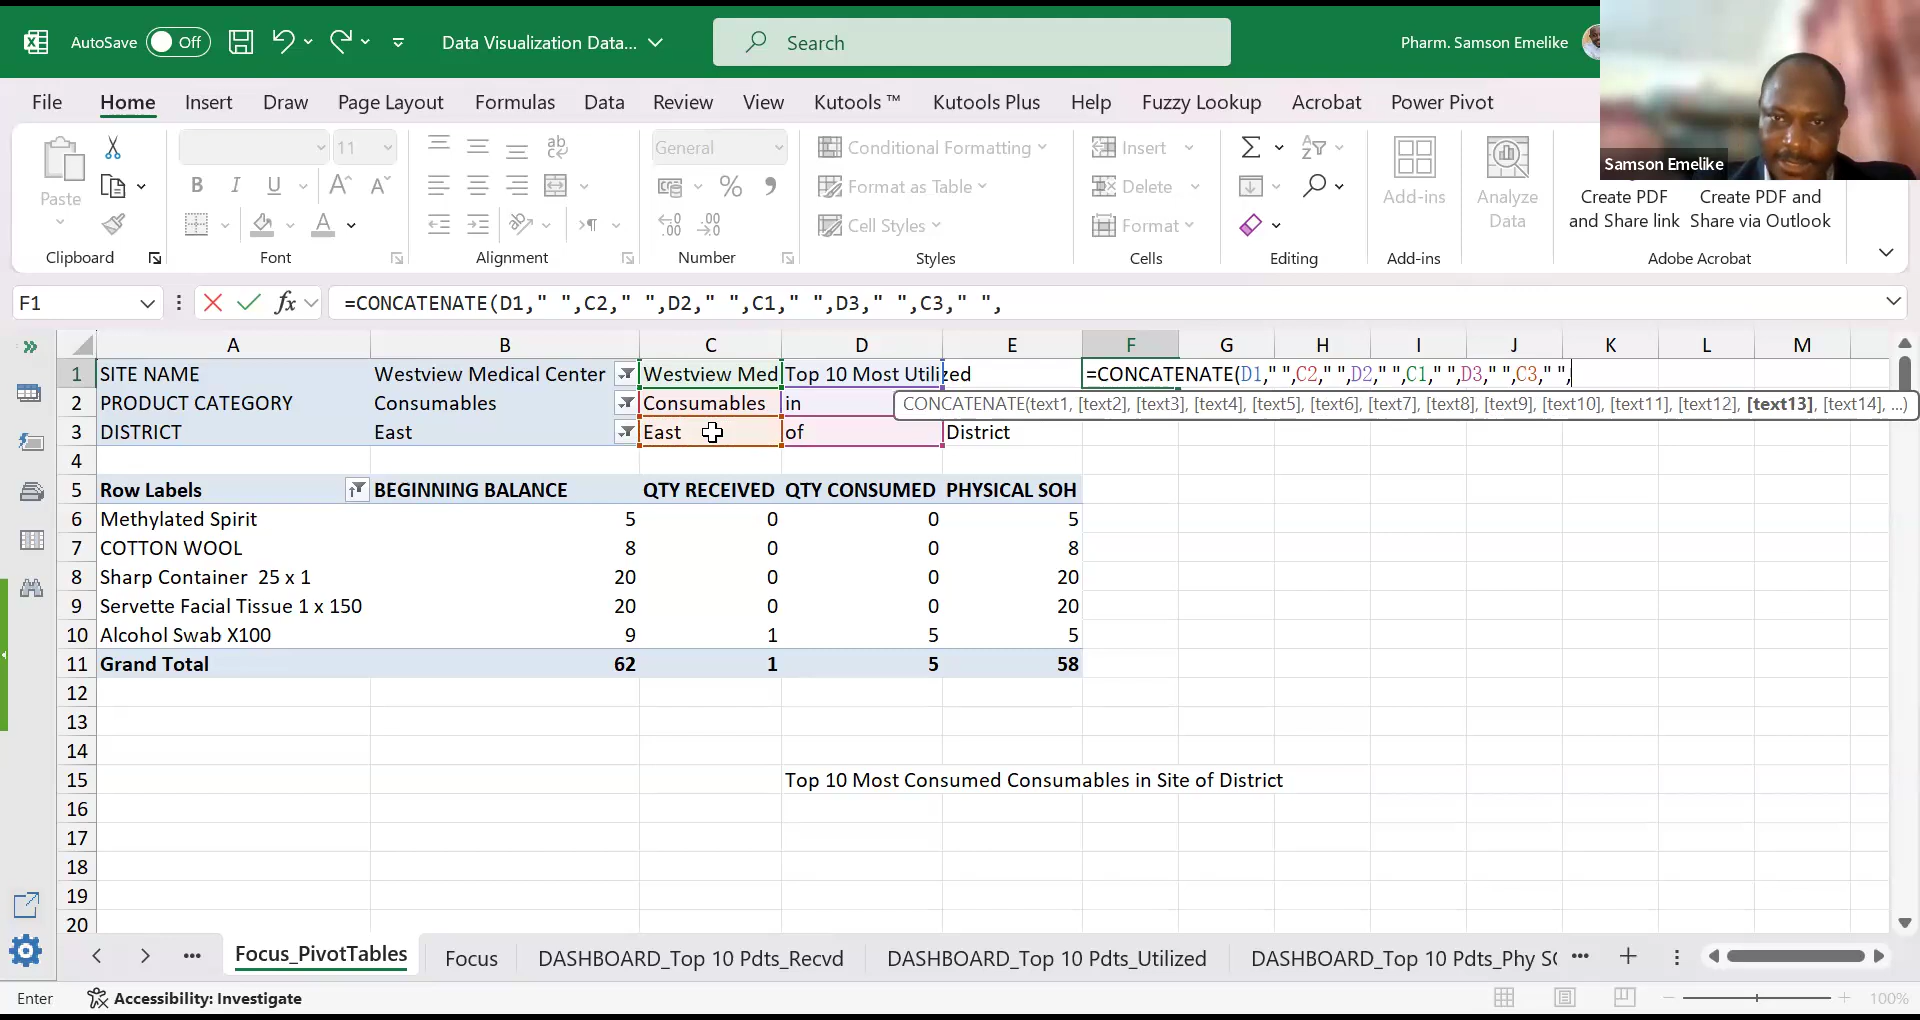 AutoSave Off Data Visualization Data... Search Pharm. Samson Emelike
File Home Insert Draw Page Layout Formulas Data Review View Kutools ™ Kutools Plus Help Fuzzy Lookup Acrobat Power Pivot
Samson Emelike
Paste 11 General Conditional Formatting Insert
Format as Table Delete Add-ins Analyze Data Create PDF and Share link Create PDF and Share via Outlook
Cell Styles Format
Clipboard Font Alignment Number Styles Cells Editing Add-ins Adobe Acrobat
F1 fx =CONCATENATE(D1," ",C2," ",D2," ",C1," ",D3," ",C3," ",
A B C D E F G H I J K L M
1 SITE NAME Westview Medical Center Westview Med Top 10 Most Utilized =CONCATENATE(D1," ",C2," ",D2," ",C1," ",D3," ",C3," ",
2 PRODUCT CATEGORY Consumables Consumables in CONCATENATE(text1, [text2], [text3], [text4], [text5], [text6], [text7], [text8], [text9], [text10], [text11], [text12], [text13], [text14], ...)
3 DISTRICT East East of District
4
5 Row Labels BEGINNING BALANCE QTY RECEIVED QTY CONSUMED PHYSICAL SOH
6 Methylated Spirit 5 0 0 5
7 COTTON WOOL 8 0 0 8
8 Sharp Container 25 x 1 20 0 0 20
9 Servette Facial Tissue 1 x 150 20 0 0 20
10 Alcohol Swab X100 9 1 5 5
11 Grand Total 62 1 5 58
12
13
14
15 Top 10 Most Consumed Consumables in Site of District
16
17
18
19
20
Focus_PivotTables Focus DASHBOARD_Top 10 Pdts_Recvd DASHBOARD_Top 10 Pdts_Utilized DASHBOARD_Top 10 Pdts_Phy SO
Enter Accessibility: Investigate 100%